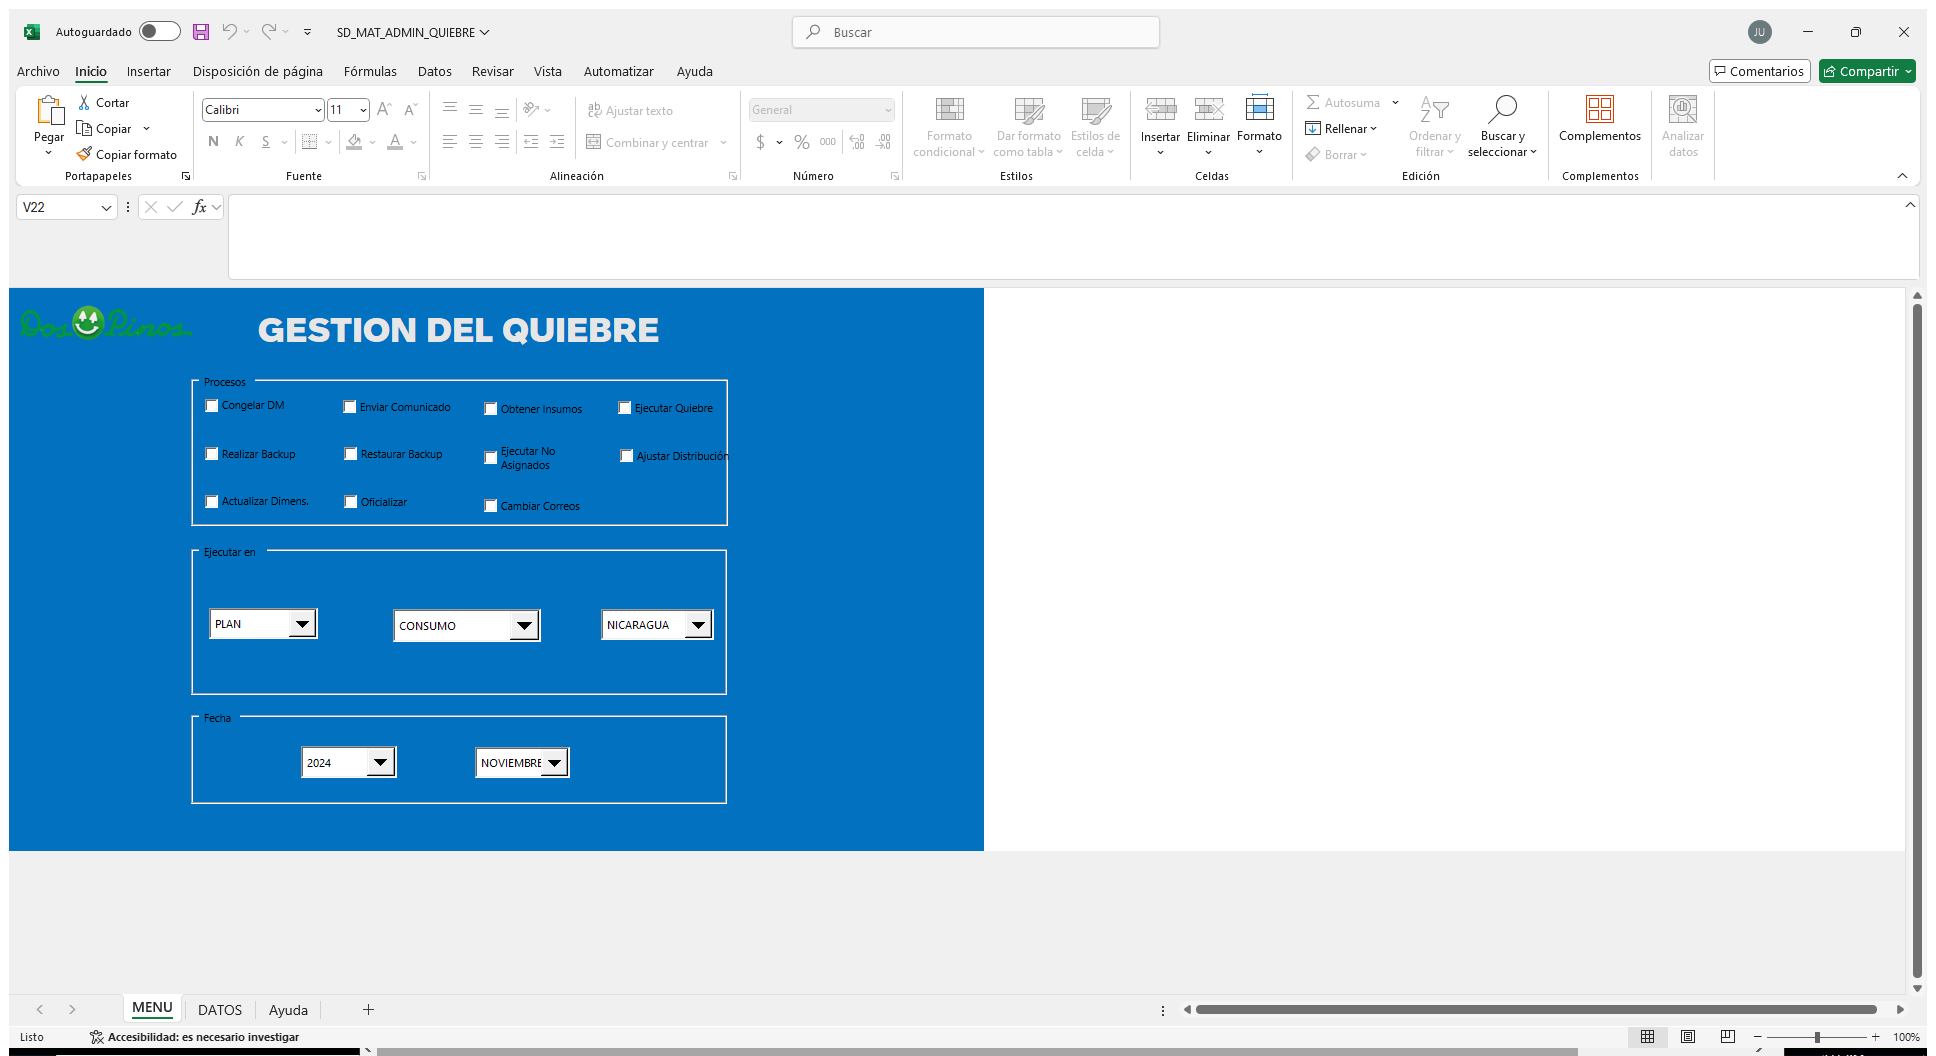 Autoguardado
SD_MAT_ADMIN_QUIEBRE
Buscar
JU
Archivo Inicio Insertar Disposición de página Fórmulas Datos Revisar Vista Automatizar Ayuda
Comentarios
Compartir
Pegar
Cortar
Copiar
Copiar formato
Portapapeles
Calibri
11
N K S
Fuente
Ajustar texto
Combinar y centrar
Alineación
General
$ % 000
Número
Formato condicional
Dar formato como tabla
Estilos de celda
Estilos
Insertar
Eliminar
Formato
Celdas
Autosuma
Rellenar
Borrar
Ordenar y filtrar
Buscar y seleccionar
Edición
Complementos
Complementos
Analizar datos
V22
fx
Dos Pinos
GESTION DEL QUIEBRE
Procesos
Congelar DM Enviar Comunicado Obtener Insumos Ejecutar Quiebre
Realizar Backup Restaurar Backup Ejecutar No Asignados Ajustar Distribución
Actualizar Dimens. Oficializar Cambiar Correos
Ejecutar en
PLAN CONSUMO NICARAGUA
Fecha
2024 NOVIEMBRE
MENU DATOS Ayuda
Listo
Accesibilidad: es necesario investigar
100%